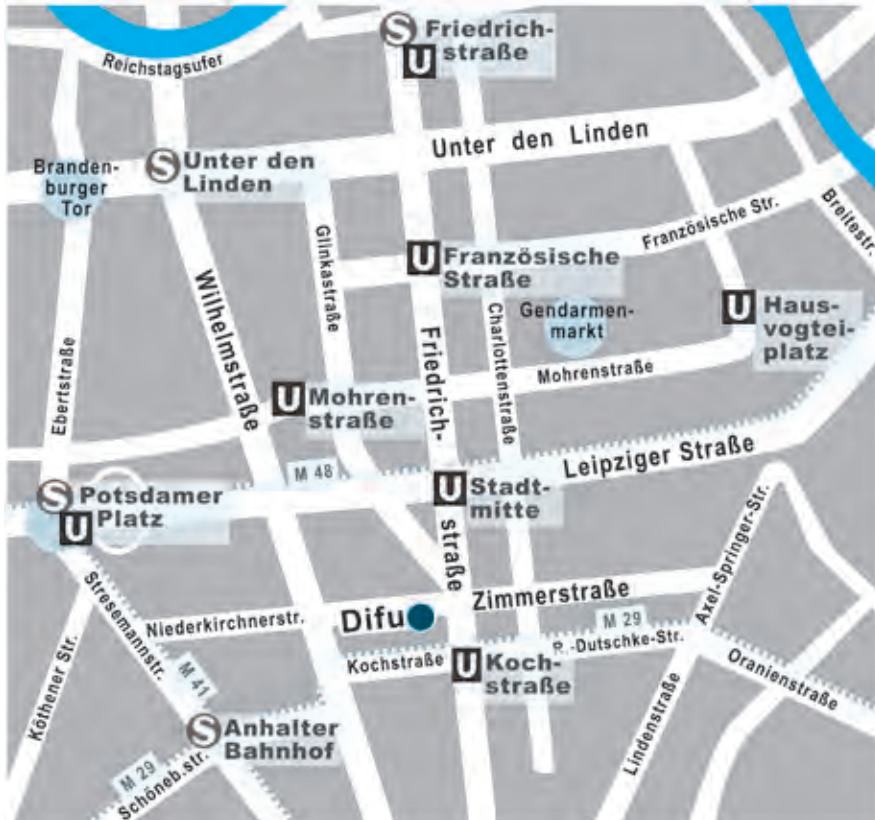 Friedrich-
straße
S
U
Reichstagsufer
Unter den Linden
S
Unter den
Linden
Branden-
burger
Tor
Breitestr.
Französische Str.
Glinkastraße
U
Französische
Straße
Wilhelmstraße
Gendarmen-
markt
U
Haus-
vogtei-
platz
Charlottenstraße
Friedrich-
straße
Ebertstraße
Mohrenstraße
U
Mohren-
straße
Leipziger Straße
M 48
S
Potsdamer
Platz
U
U
Stadt-
mitte
Axel-Springer-Str.
Stresemannstr.
Zimmerstraße
Niederkirchnerstr.
Difu
M 29
R.-Dutschke-Str.
Kochstraße
U
Koch-
straße
Oranienstraße
Köthener Str.
M 41
Lindenstraße
S
Anhalter
Bahnhof
M 29
Schöneb.str.